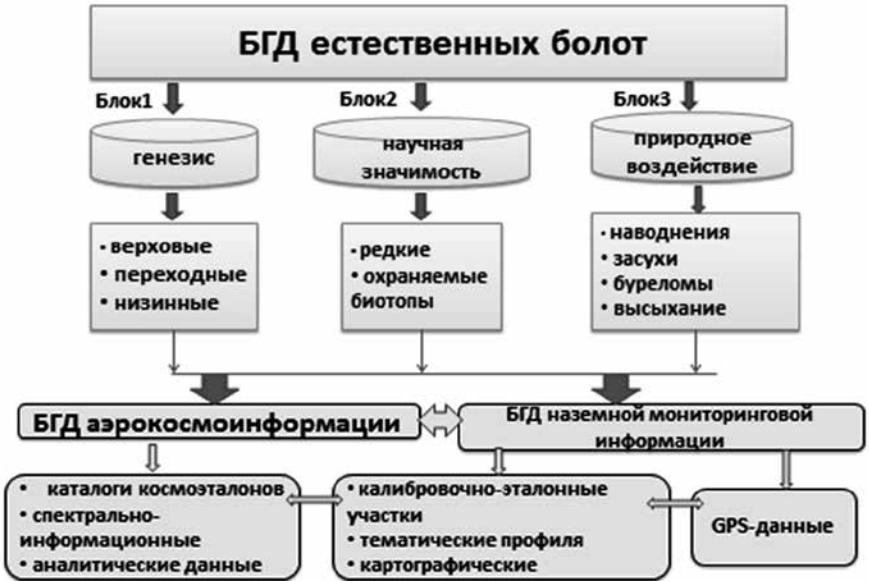 БГД естественных болот
Блок1
Блок2
Блок3
генезис
научная
значимость
природное
воздействие
• верховые
• переходные
• низинные
• редкие
• охраняемые
биотопы
• наводнения
• засухи
• буреломы
• высыхание
БГД аэрокосмоинформации
БГД наземной мониторинговой
информации
• каталоги космоэталонов
• спектрально-
информационные
• аналитические данные
• калибровочно-эталонные
участки
• тематические профиля
• картографические
GPS-данные